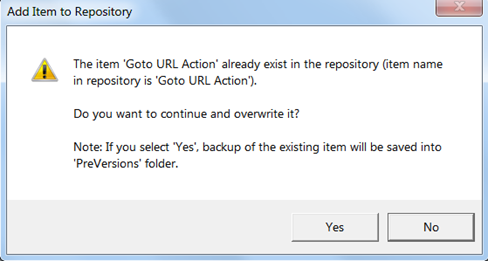 Add Item to Repository
The item 'Goto URL Action' already exist in the repository (item name
in repository is 'Goto URL Action').
Do you want to continue and overwrite it?
Note: If you select 'Yes', backup of the existing item will be saved into
'PreVersions' folder.
Yes
No